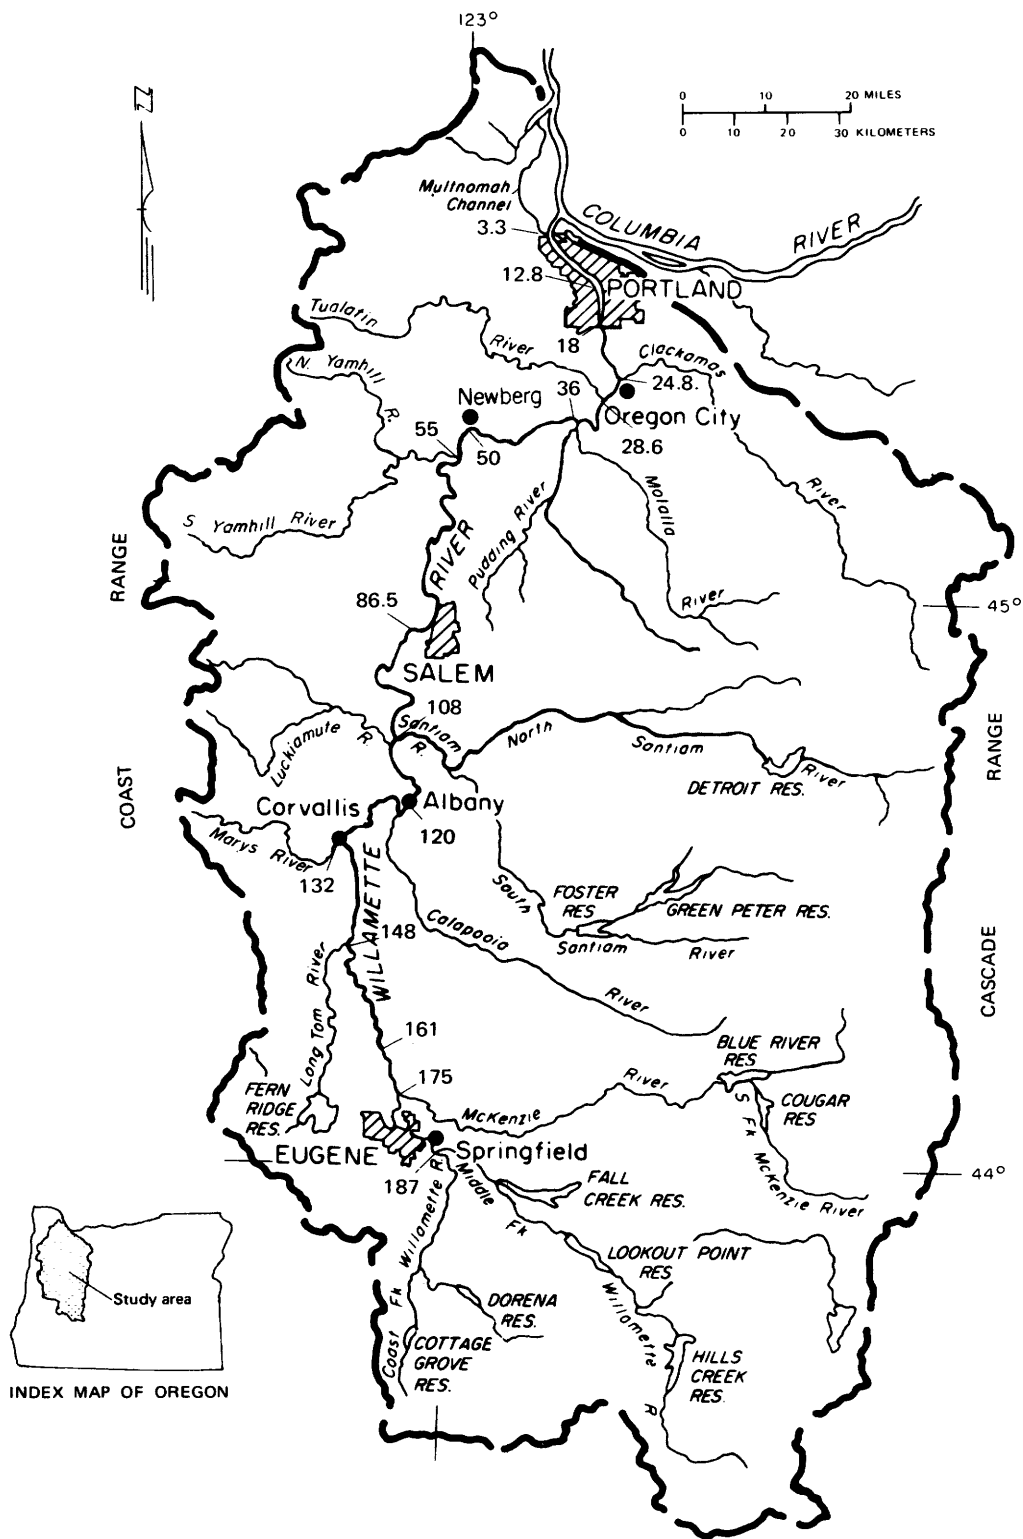 123°
0 10 20 MILES
0 10 20 30 KILOMETERS
Multnomah
Channel
3.3
COLUMBIA RIVER
12.8
PORTLAND
Tualatin River
18
Clackamas River
N. Yamhill R.
24.8.
36
Newberg
Oregon City
55
50
28.6
S Yamhill River
Pudding River
Molalla River
RANGE
RIVER
86.5
45°
SALEM
108
Santiam R.
North Santiam River
Luckiamute R.
DETROIT RES.
RANGE
COAST
Corvallis
Albany
120
Marys River
132
WILLAMETTE
South Santiam River
FOSTER
RES
GREEN PETER RES.
Calapooia River
148
Long Tom River
CASCADE
161
BLUE RIVER
RES
175
FERN
RIDGE
RES.
McKenzie River
COUGAR
RES
S Fk McKenzie River
EUGENE
Springfield
187
44°
FALL
CREEK RES.
Middle Fk Willamette R
Coast Fk Willamette R
LOOKOUT POINT
RES
DORENA
RES.
COTTAGE
GROVE
RES.
HILLS
CREEK
RES.
Study area
INDEX MAP OF OREGON